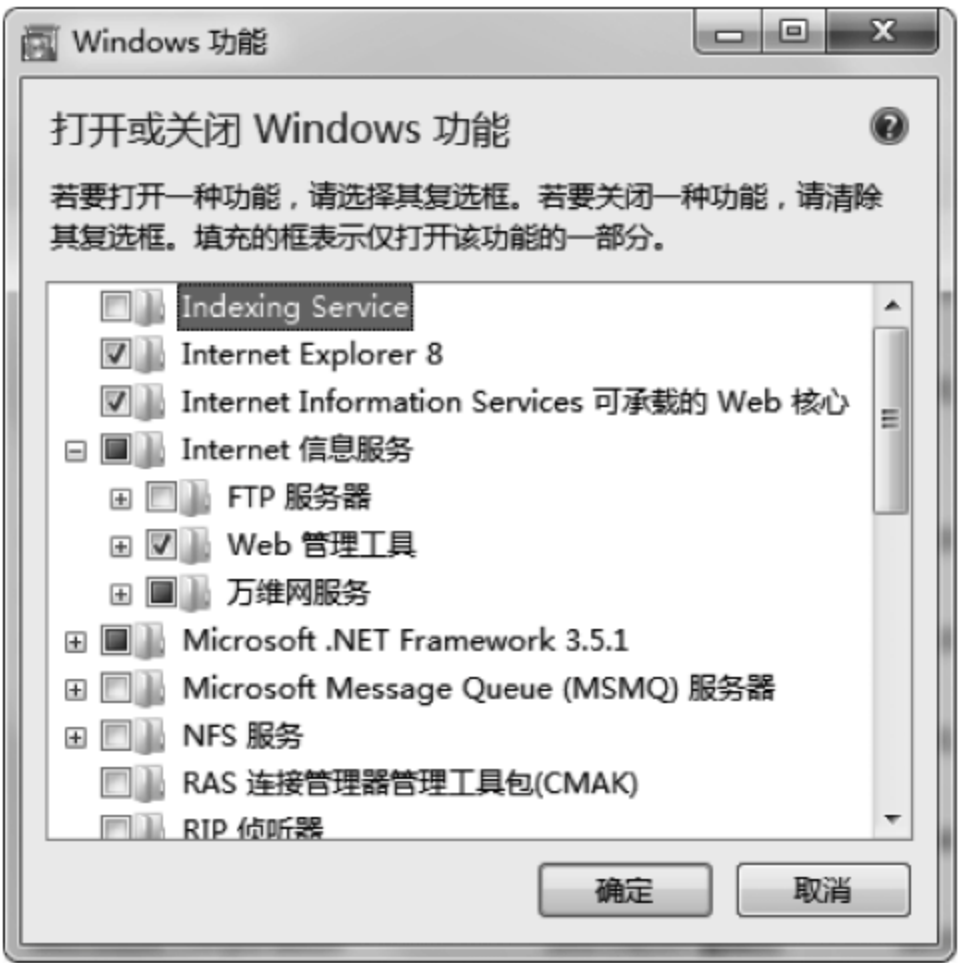 Windows 功能
打开或关闭 Windows 功能
若要打开一种功能，请选择其复选框。若要关闭一种功能，请清除
其复选框。填充的框表示仅打开该功能的一部分。
Indexing Service
Internet Explorer 8
Internet Information Services 可承载的 Web 核心
Internet 信息服务
FTP 服务器
Web 管理工具
万维网服务
Microsoft .NET Framework 3.5.1
Microsoft Message Queue (MSMQ) 服务器
NFS 服务
RAS 连接管理器管理工具包(CMAK)
RIP 侦听器
确定 取消